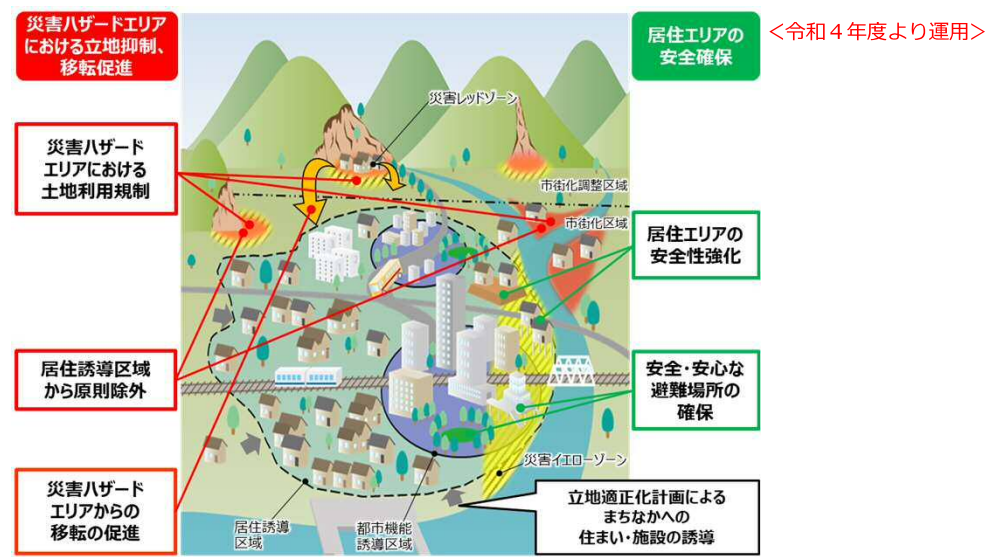 災害ハザードエリア
における立地抑制、
移転促進
居住エリアの
安全確保
<令和４年度より運用>
災害レッドゾーン
災害ハザード
エリアにおける
土地利用規制
市街化調整区域
市街化区域
居住エリアの
安全性強化
居住誘導区域
から原則除外
安全・安心な
避難場所の
確保
災害イエローゾーン
災害ハザード
エリアからの
移転の促進
居住誘導
区域
都市機能
誘導区域
立地適正化計画による
まちなかへの
住まい・施設の誘導